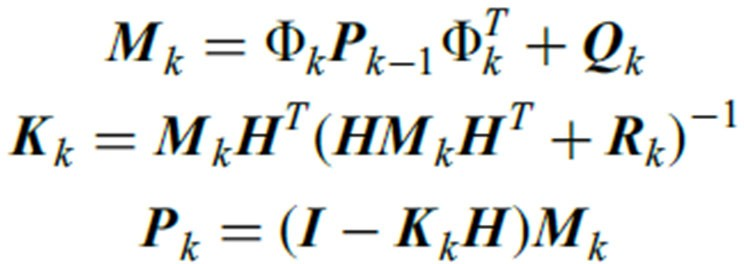 M_k = Φ_k P_{k−1} Φ_k^T + Q_k
K_k = M_k H^T (H M_k H^T + R_k)^{−1}
P_k = (I − K_k H) M_k